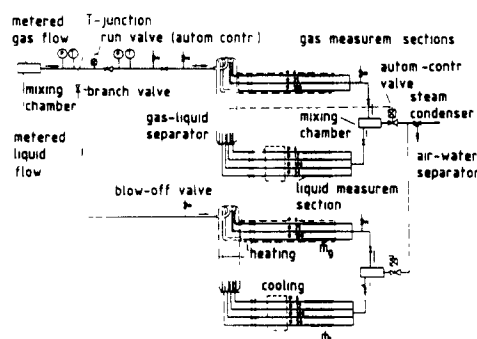 metered
gas flow
T-junction
run valve (autom contr)
gas measurem sections
P
T
P
T
mixing
chamber
branch valve
autom-contr
valve
steam
condenser
gas-liquid
separator
mixing
chamber
metered
liquid
flow
air-water
separator
liquid measurem
section
blow-off valve
heating
ṁg
cooling